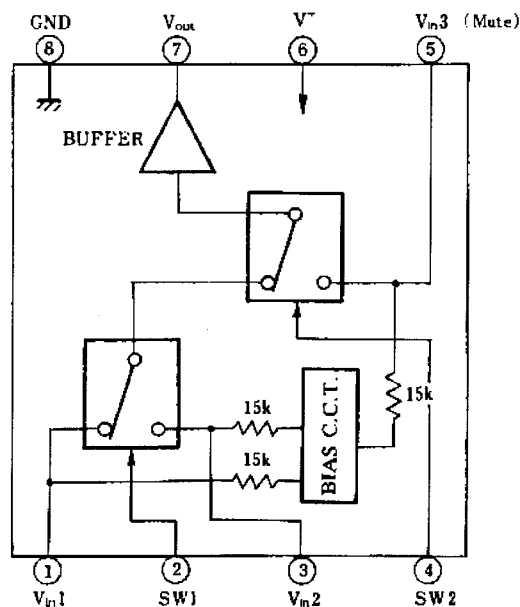 GND Vout V+ Vin3 (Mute)
8 7 6 5
BUFFER
15k
15k
15k
BIAS C.C.T.
1 2 3 4
Vin1 SW1 Vin2 SW2